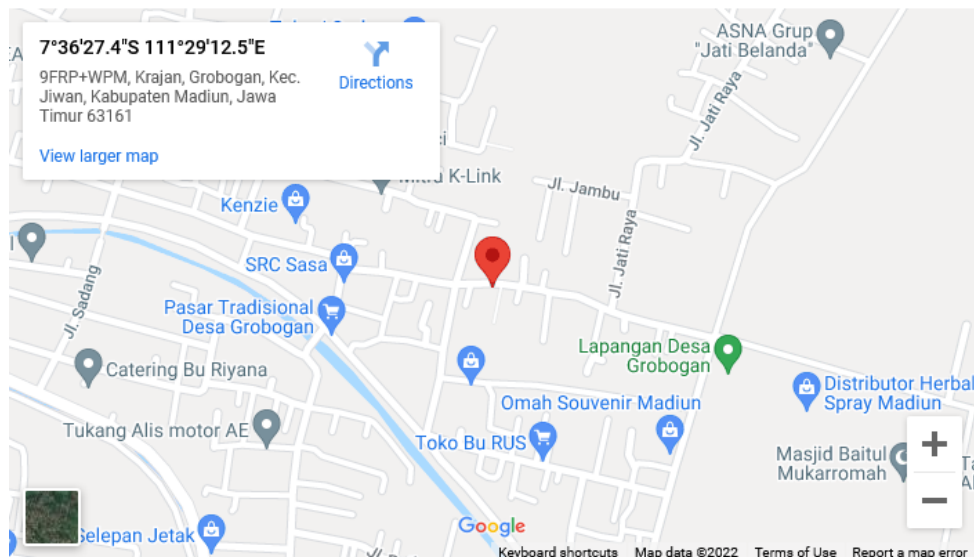 7°36'27.4"S 111°29'12.5"E
9FRP+WPM, Krajan, Grobogan, Kec.
Jiwan, Kabupaten Madiun, Jawa
Timur 63161
Directions
View larger map
ASNA Grup
"Jati Belanda"
Jl. Jati Raya
Mitra K-Link
Jl. Jambu
Kenzie
Jl. Jati Raya
SRC Sasa
Jl. Sadang
Pasar Tradisional
Desa Grobogan
Lapangan Desa
Grobogan
Catering Bu Riyana
Distributor Herbal
Spray Madiun
Omah Souvenir Madiun
Tukang Alis motor AE
Toko Bu RUS
Masjid Baitul
Mukarromah
+
−
Selepan Jetak
Google
Keyboard shortcuts Map data ©2022 Terms of Use Report a map error